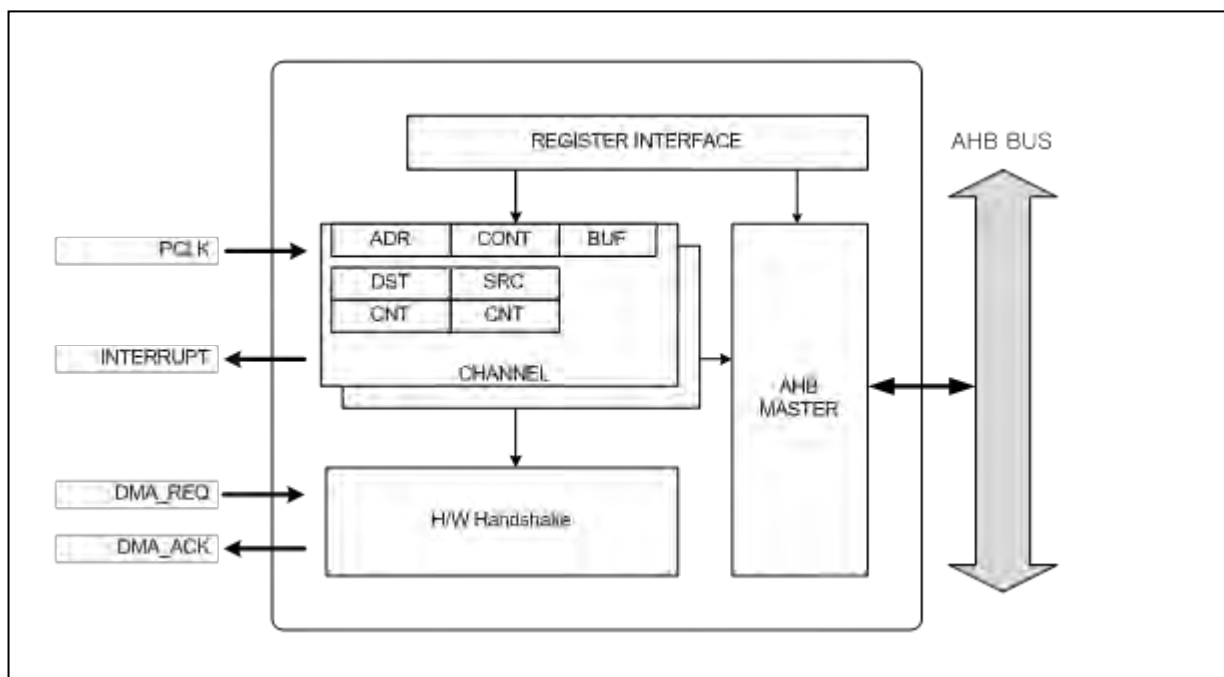 REGISTER INTERFACE
AHB BUS
PCLK
ADR CONT BUF
DST SRC
CNT CNT
INTERRUPT
CHANNEL
AHB
MASTER
DMA_REQ
H/W Handshake
DMA_ACK